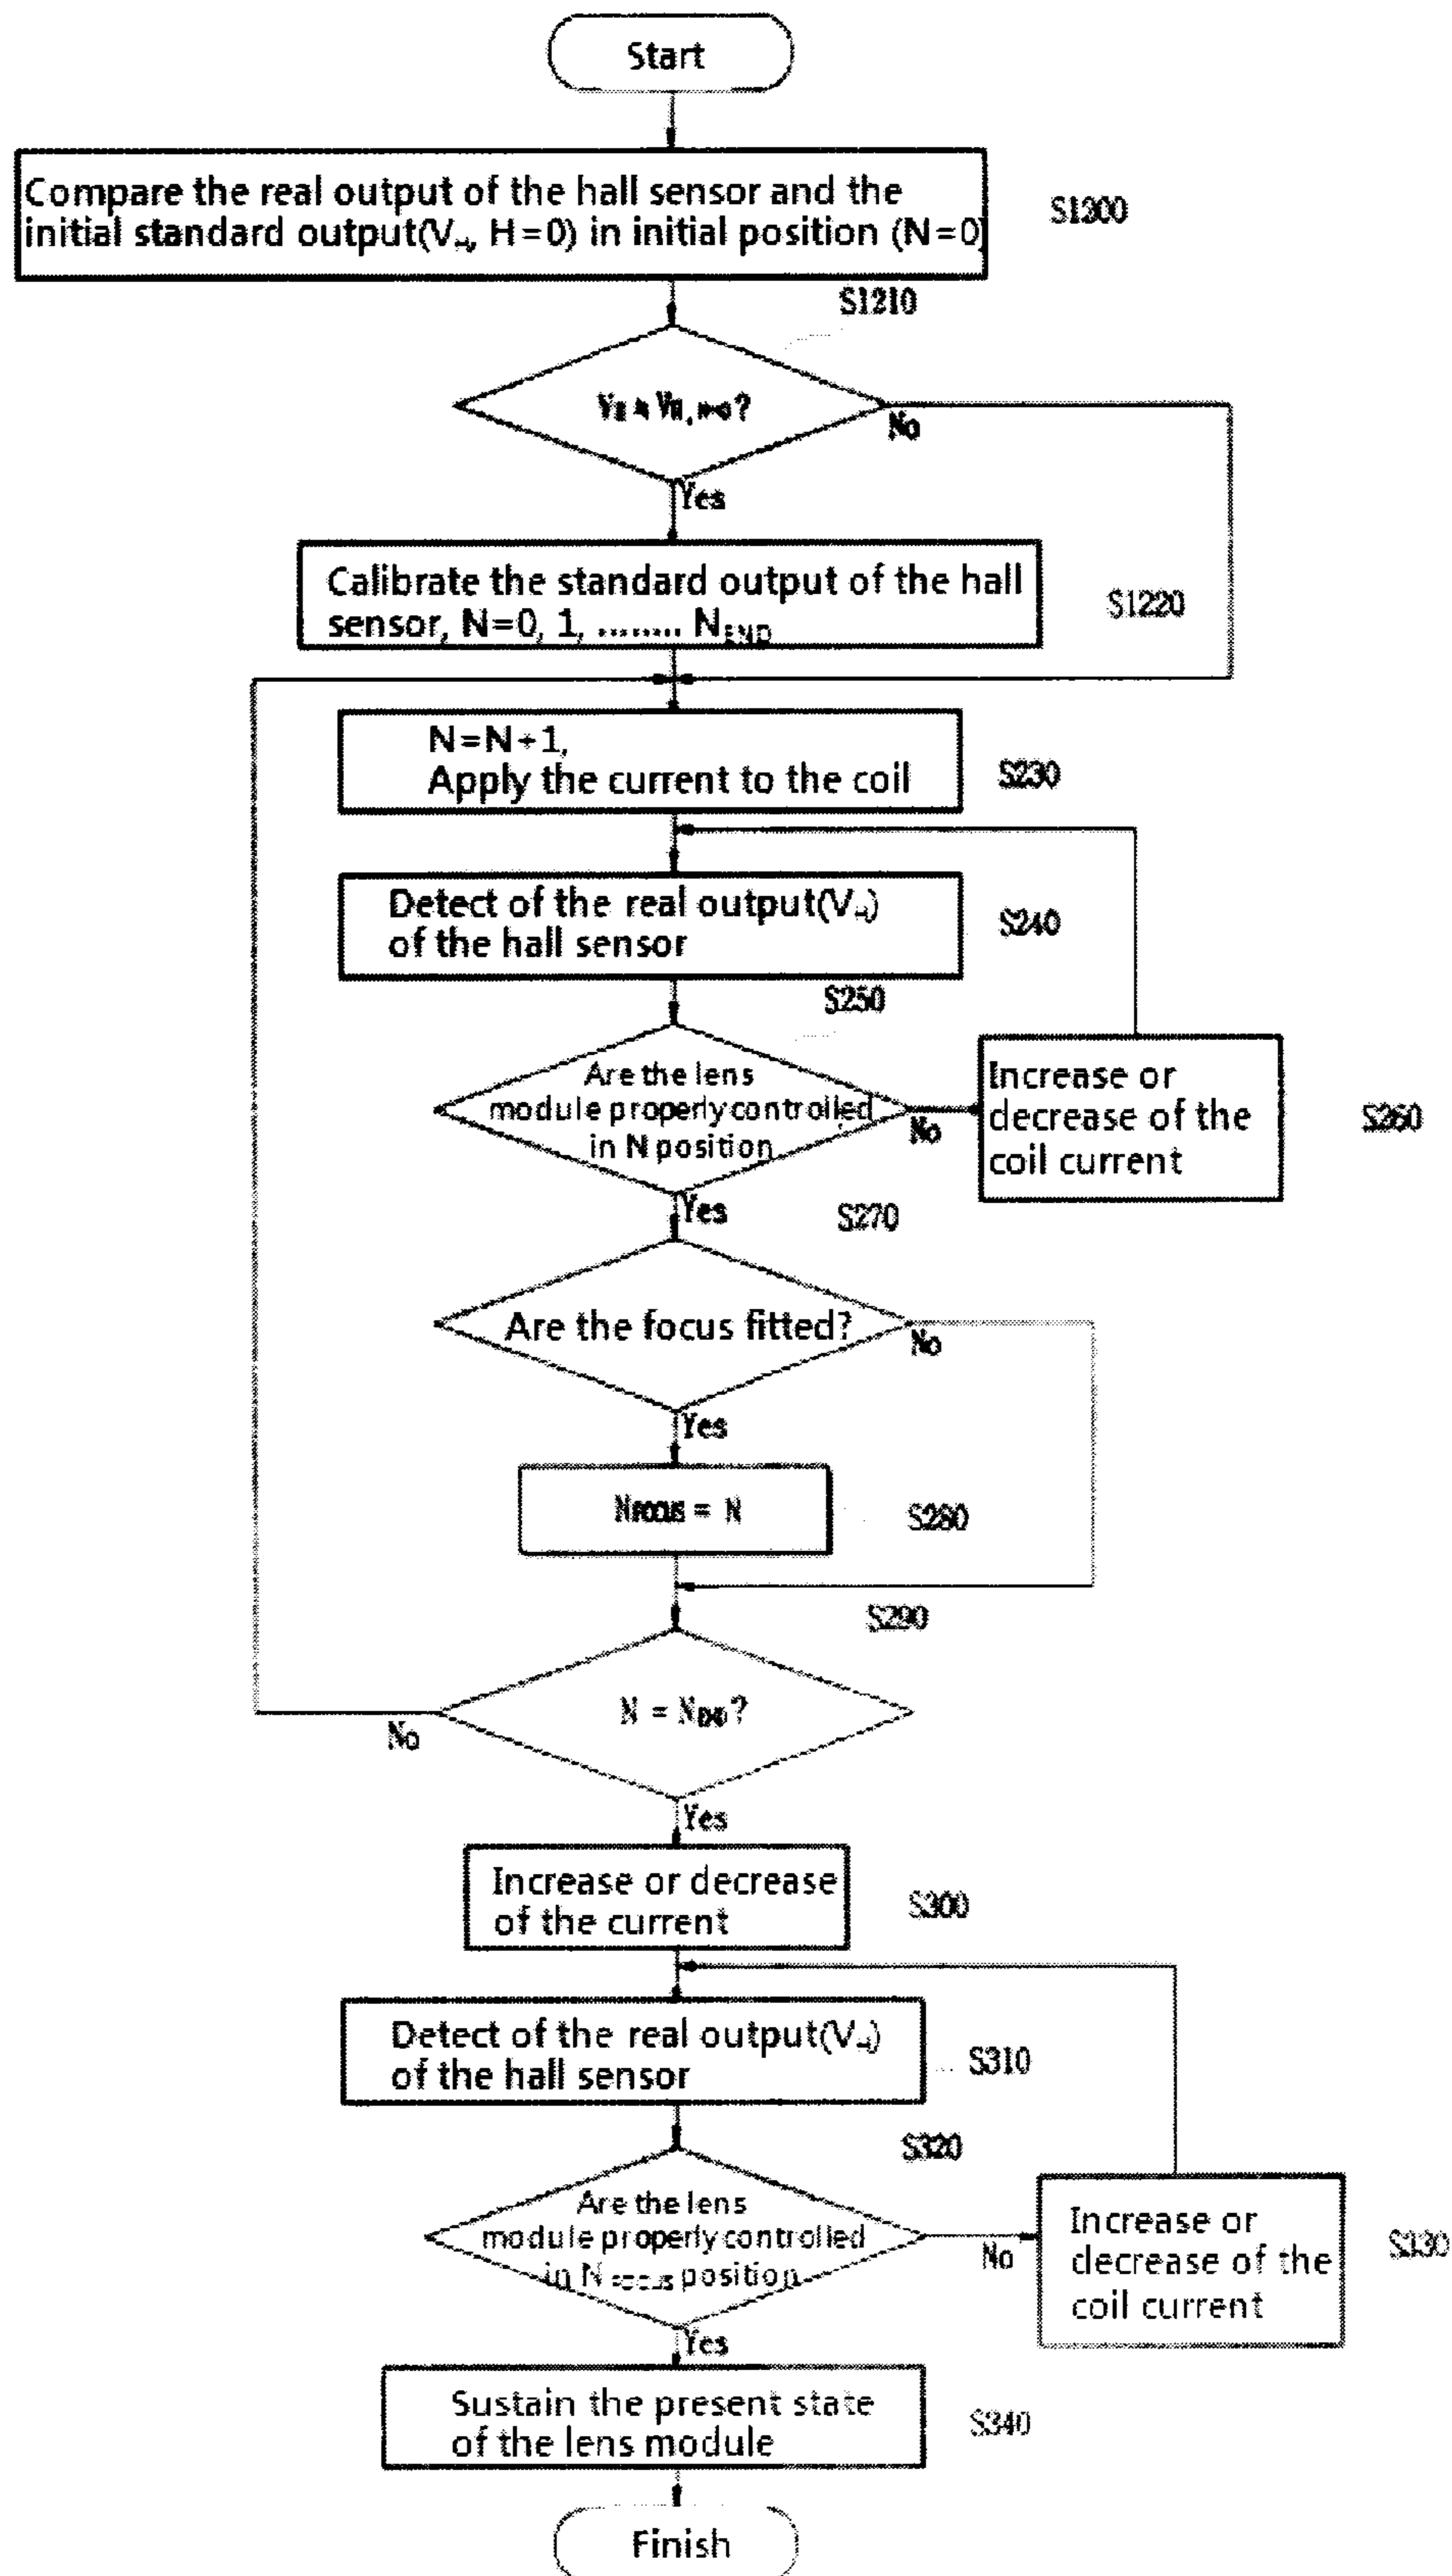 Start
Compare the real output of the hall sensor and the
initial standard output(V, H=0) in initial position (N=0)
S1200
S1210
No
Yes
Calibrate the standard output of the hall
sensor, N=0, 1, ........ NEND
S1220
N=N+1,
Apply the current to the coil
S230
Detect of the real output(V)
of the hall sensor
S240
S250
Are the lens
module properly controlled
in N position
No
Increase or
decrease of the
coil current
S260
Yes
S270
Are the focus fitted?
No
Yes
NFOCUS = N
S280
S290
N = NEND?
No
Yes
Increase or decrease
of the current
S300
Detect of the real output(V)
of the hall sensor
S310
S320
Are the lens
module properly controlled
in N position
No
Increase or
decrease of the
coil current
S330
Yes
Sustain the present state
of the lens module
S340
Finish